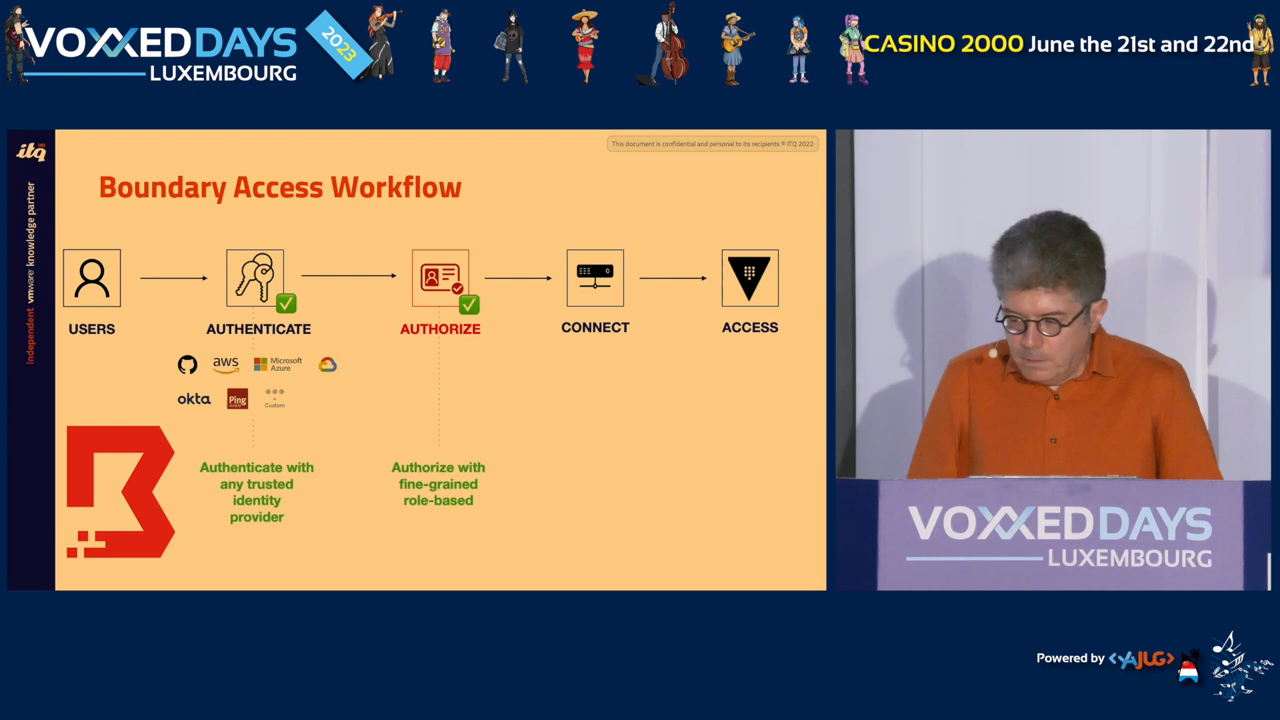 VOXXED DAYS
LUXEMBOURG
2023
CASINO 2000 June the 21st and 22nd
itq
Independent vmware knowledge partner
This document is confidential and personal to its recipients © ITQ 2022
Boundary Access Workflow
USERS
AUTHENTICATE
AUTHORIZE
CONNECT
ACCESS
aws
Microsoft
Azure
okta
Ping
Custom
Authenticate with
any trusted
identity
provider
Authorize with
fine-grained
role-based
VOXXED DAYS
LUXEMBOURG
Powered by <YAJUG>